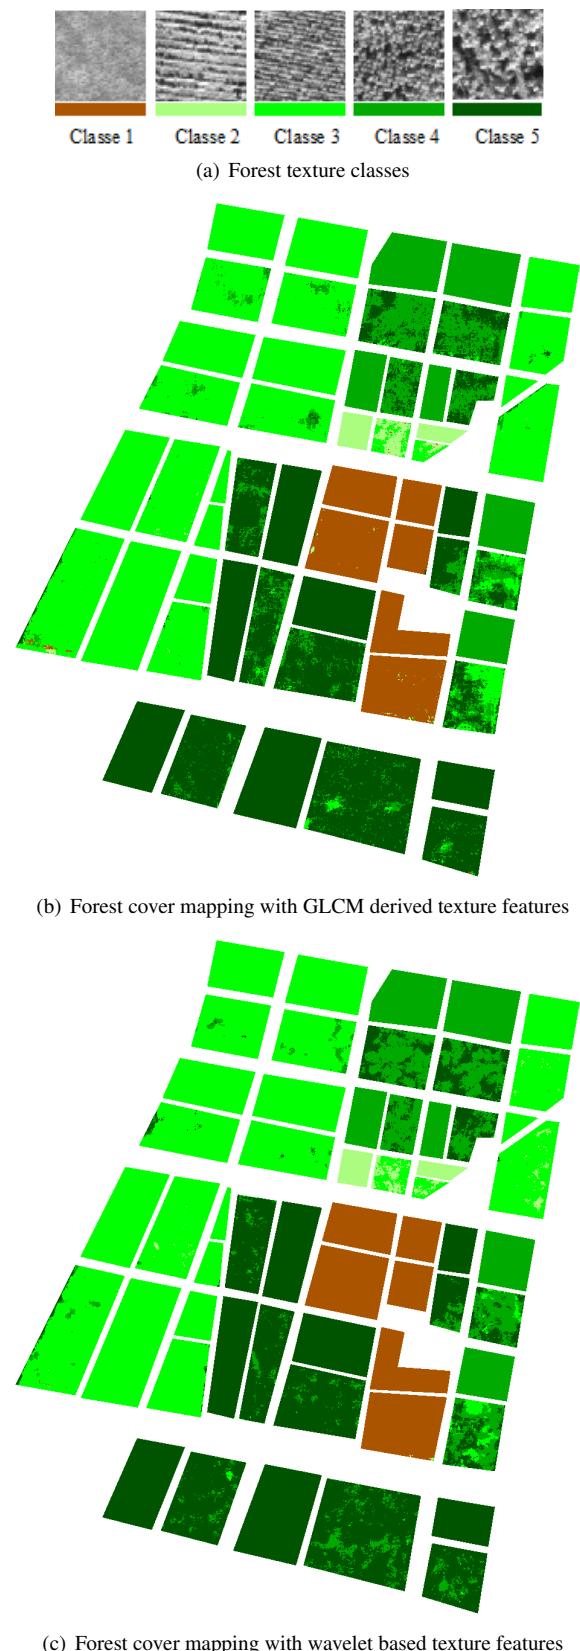 Classe 1 Classe 2 Classe 3 Classe 4 Classe 5
(a) Forest texture classes
(b) Forest cover mapping with GLCM derived texture features
(c) Forest cover mapping with wavelet based texture features